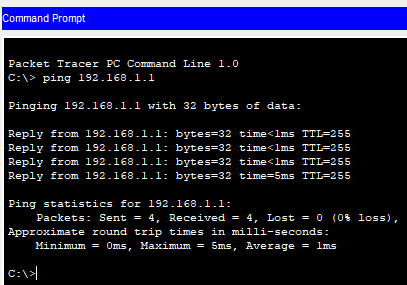 Command Prompt
Packet Tracer PC Command Line 1.0
C:\> ping 192.168.1.1
Pinging 192.168.1.1 with 32 bytes of data:
Reply from 192.168.1.1: bytes=32 time<1ms TTL=255
Reply from 192.168.1.1: bytes=32 time<1ms TTL=255
Reply from 192.168.1.1: bytes=32 time<1ms TTL=255
Reply from 192.168.1.1: bytes=32 time=5ms TTL=255
Ping statistics for 192.168.1.1:
Packets: Sent = 4, Received = 4, Lost = 0 (0% loss),
Approximate round trip times in milli-seconds:
Minimum = 0ms, Maximum = 5ms, Average = 1ms
C:\>